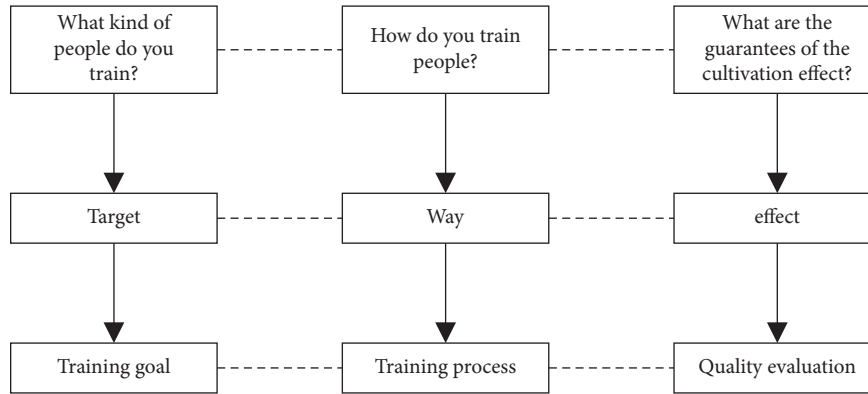 What kind of
people do you
train?
How do you train
people?
What are the
guarantees of the
cultivation effect?
Target
Way
effect
Training goal
Training process
Quality evaluation